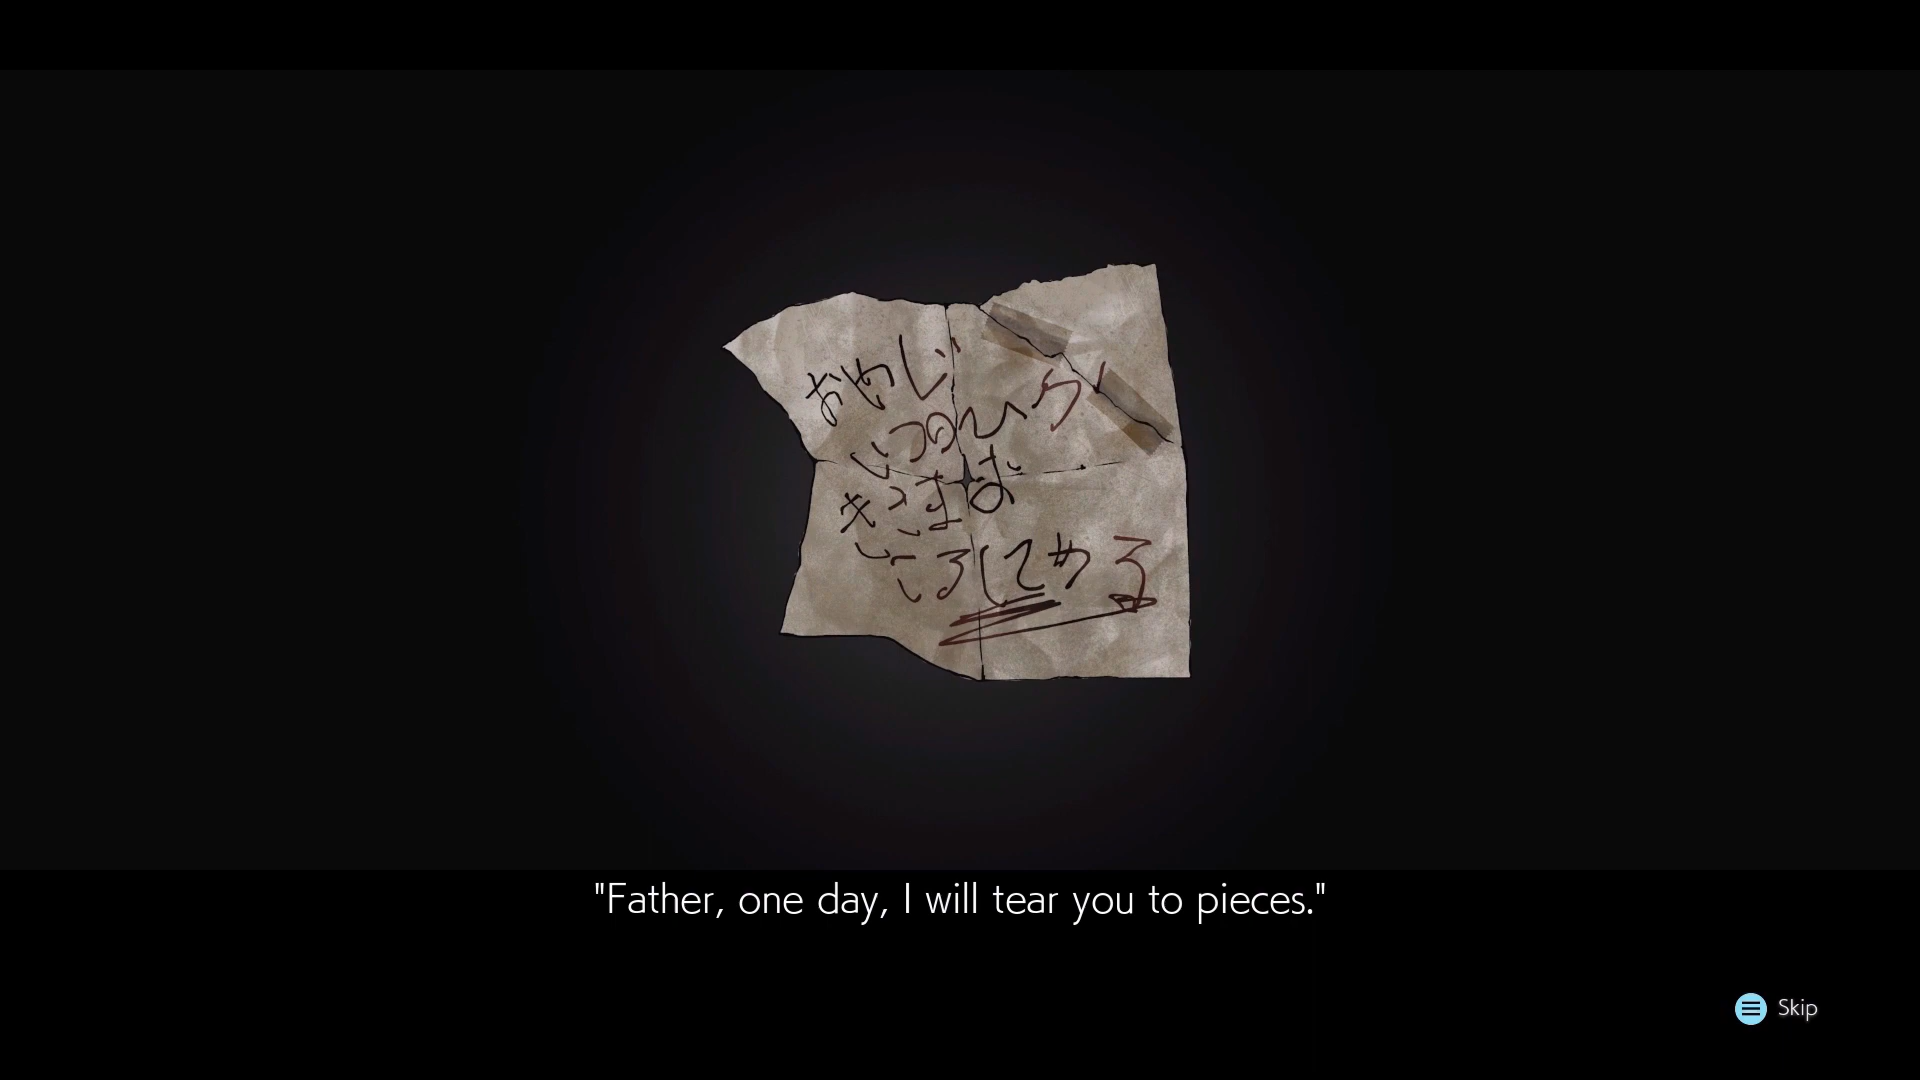 おやじ
いつのひか
きさまお
ころしてやる
"Father, one day, I will tear you to pieces."
Skip